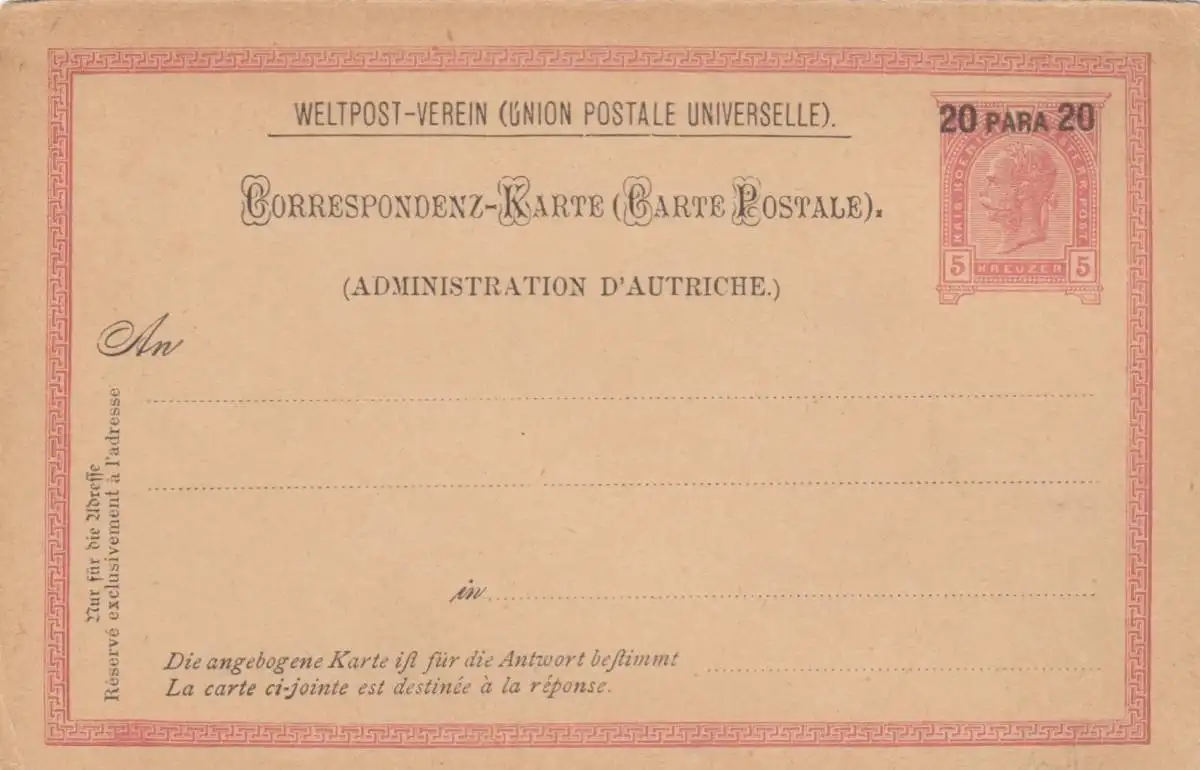 WELTPOST-VEREIN (UNION POSTALE UNIVERSELLE).
20 PARA 20
KAIS. KOENIGL. OESTERR. POST.
5 KREUZER 5
CORRESPONDENZ-KARTE (CARTE POSTALE).
(ADMINISTRATION D'AUTRICHE.)
An
Nur für die Adreſſe
Réservé exclusivement à l'adresse
in
Die angebogene Karte iſt für die Antwort beſtimmt
La carte ci-jointe est destinée à la réponse.